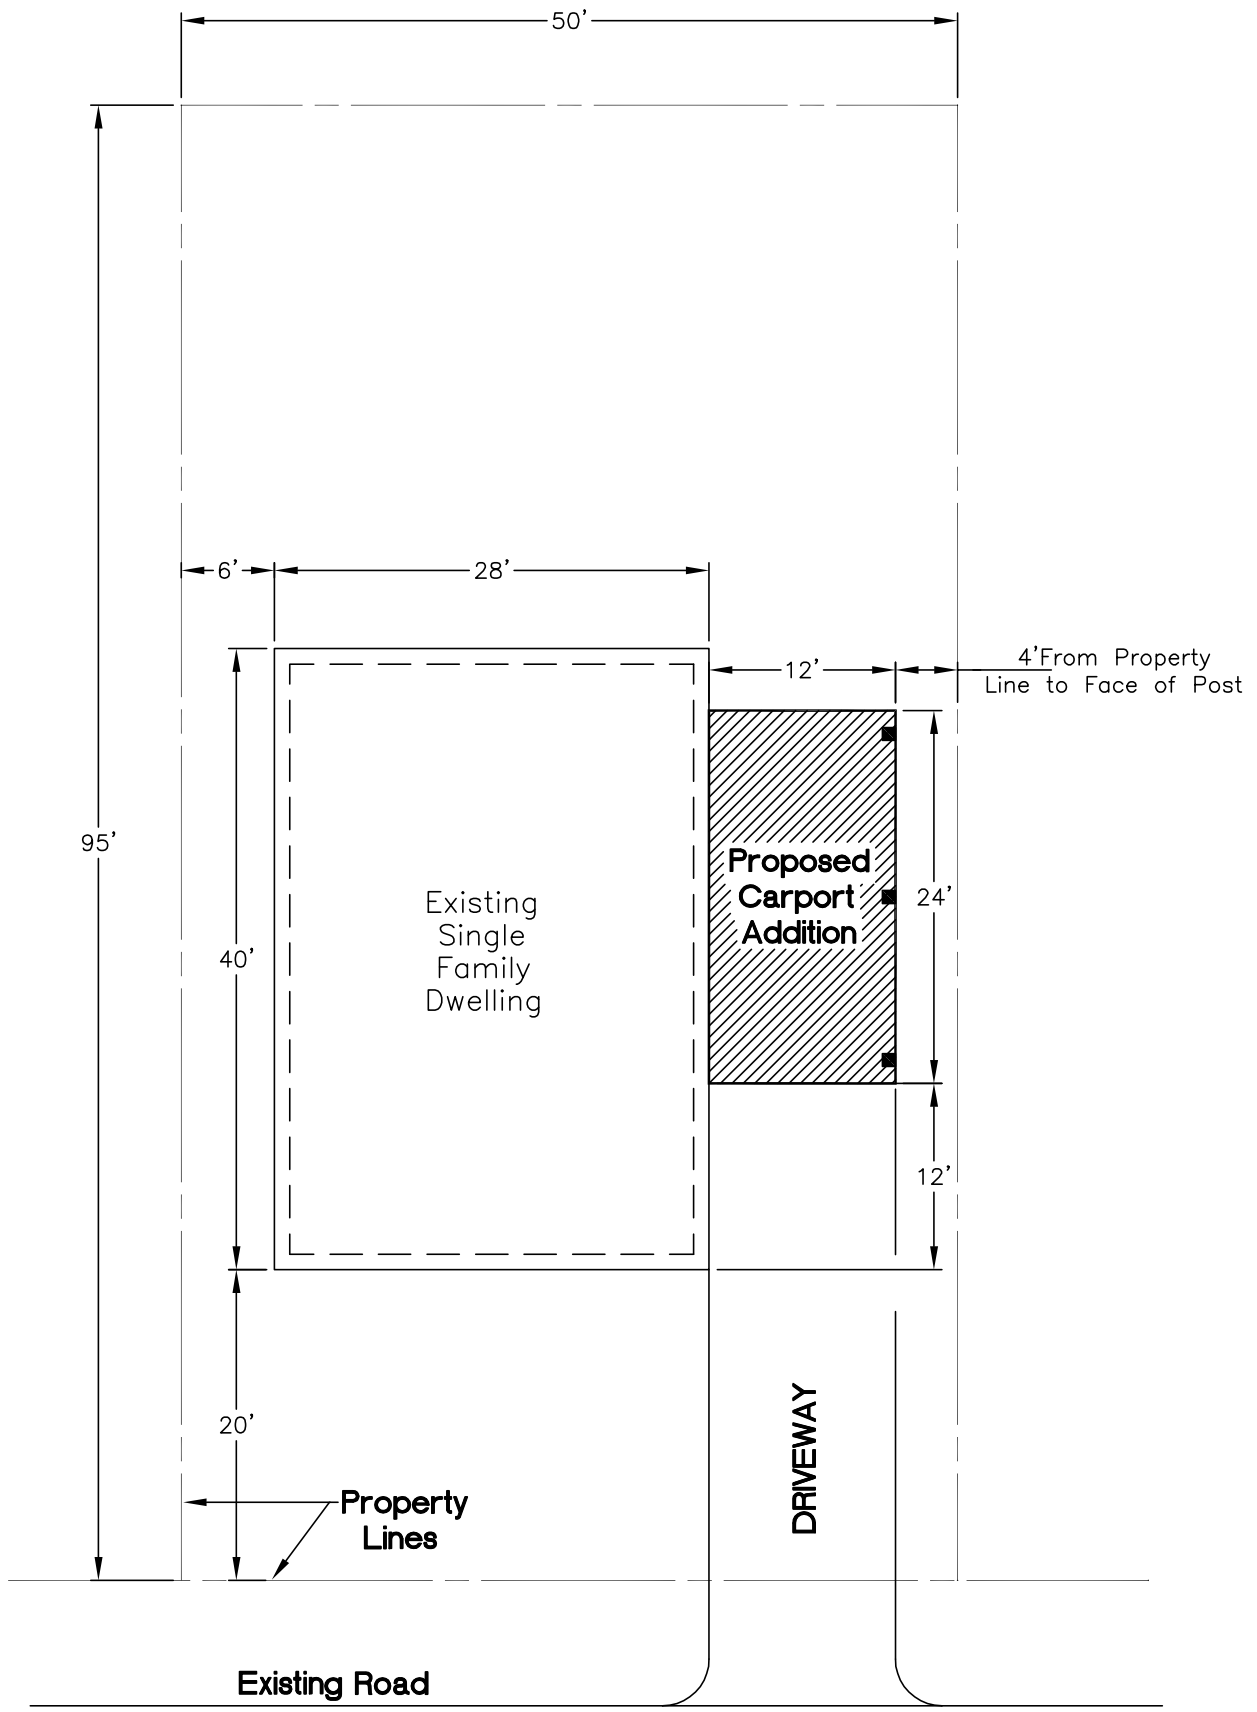 50'
6'
28'
4'From Property
Line to Face of Post
12'
95'
Proposed
Carport
Addition
24'
Existing
Single
Family
Dwelling
40'
12'
DRIVEWAY
20'
Property
Lines
Existing Road